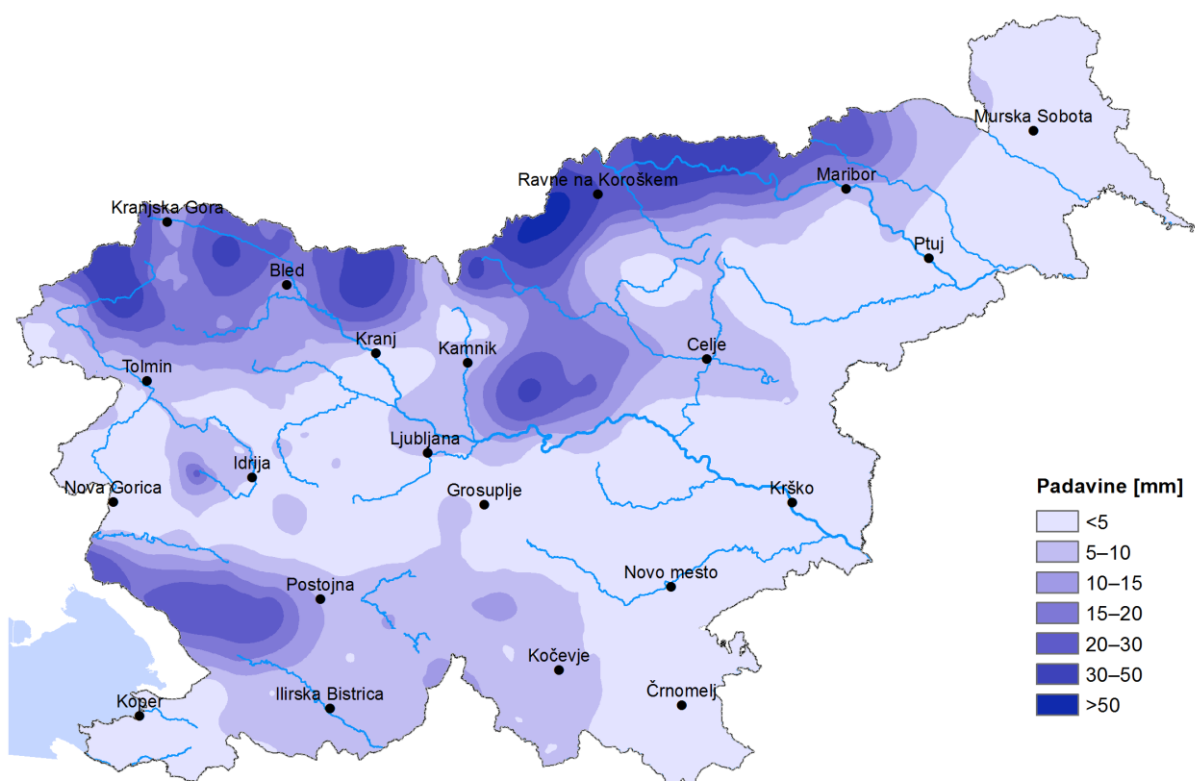 Murska Sobota
Ravne na Koroškem
Maribor
Kranjska Gora
Ptuj
Bled
Kranj
Kamnik
Celje
Tolmin
Ljubljana
Idrija
Nova Gorica
Grosuplje
Krško
Padavine [mm]
<5
5–10
10–15
15–20
20–30
30–50
>50
Novo mesto
Postojna
Kočevje
Ilirska Bistrica
Črnomelj
Koper